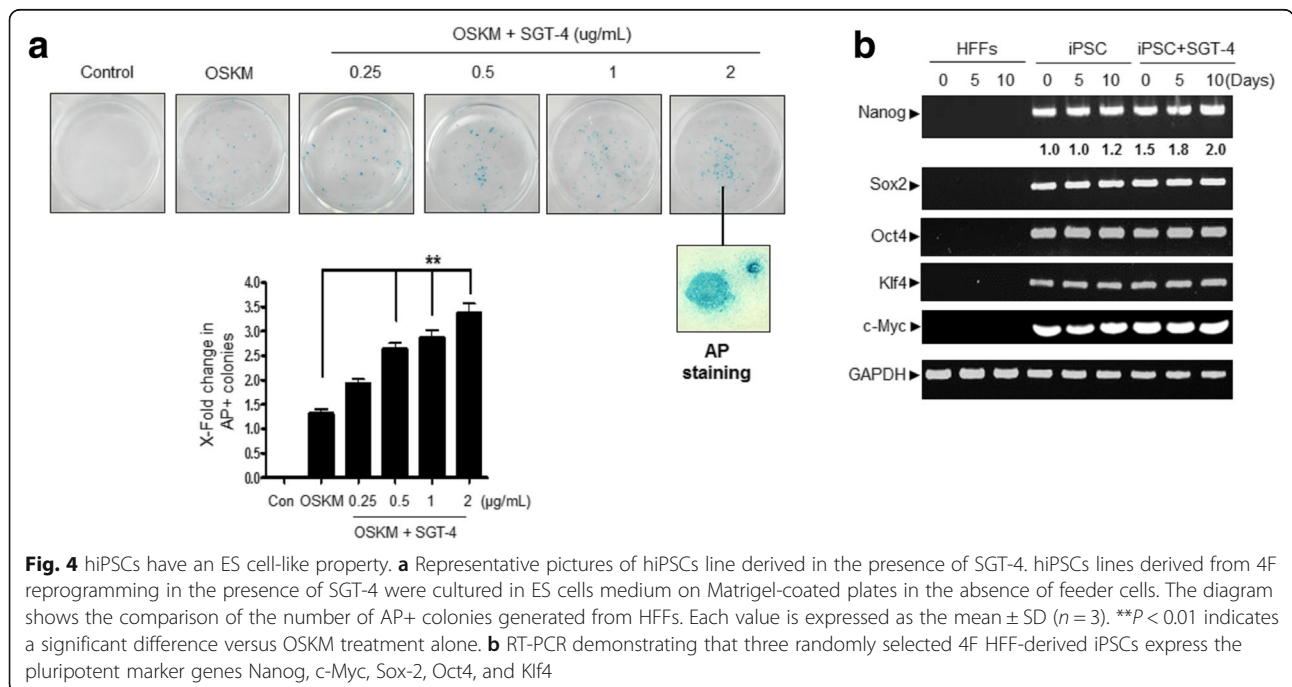 a
OSKM + SGT-4 (ug/mL)
Control OSKM 0.25 0.5 1 2
AP
staining
X-Fold change in
AP+ colonies
4.0
3.5
3.0
2.5
2.0
1.5
1.0
0.5
0.0
**
Con OSKM 0.25 0.5 1 2 (µg/mL)
OSKM + SGT-4
b
HFFs iPSC iPSC+SGT-4
0 5 10 0 5 10 0 5 10(Days)
Nanog
1.0 1.0 1.2 1.5 1.8 2.0
Sox2
Oct4
Klf4
c-Myc
GAPDH
Fig. 4 hiPSCs have an ES cell-like property. a Representative pictures of hiPSCs line derived in the presence of SGT-4. hiPSCs lines derived from 4F
reprogramming in the presence of SGT-4 were cultured in ES cells medium on Matrigel-coated plates in the absence of feeder cells. The diagram
shows the comparison of the number of AP+ colonies generated from HFFs. Each value is expressed as the mean ± SD (n = 3). **P < 0.01 indicates
a significant difference versus OSKM treatment alone. b RT-PCR demonstrating that three randomly selected 4F HFF-derived iPSCs express the
pluripotent marker genes Nanog, c-Myc, Sox-2, Oct4, and Klf4